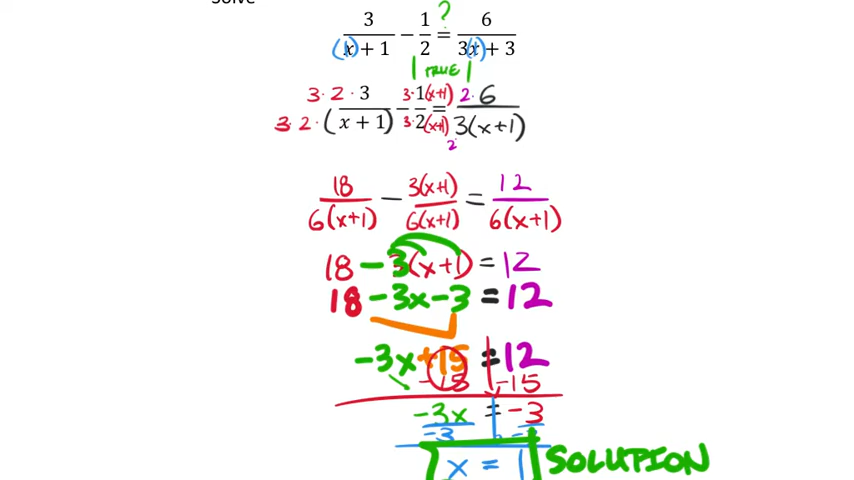 Solve
?
3/(x + 1) − 1/2 = 6/(3x + 3)
(1) (1)
| TRUE |
3·2·3/3·2·(x + 1) − 3·1(x+1)/3·2(x+1) = 2·6/2·3(x+1)
18/6(x+1) − 3(x+1)/6(x+1) = 12/6(x+1)
18 − 3(x+1) = 12
18 − 3x − 3 = 12
−3x + 15 = 12
−15 −15
−3x = −3
−3
x = 1 SOLUTION